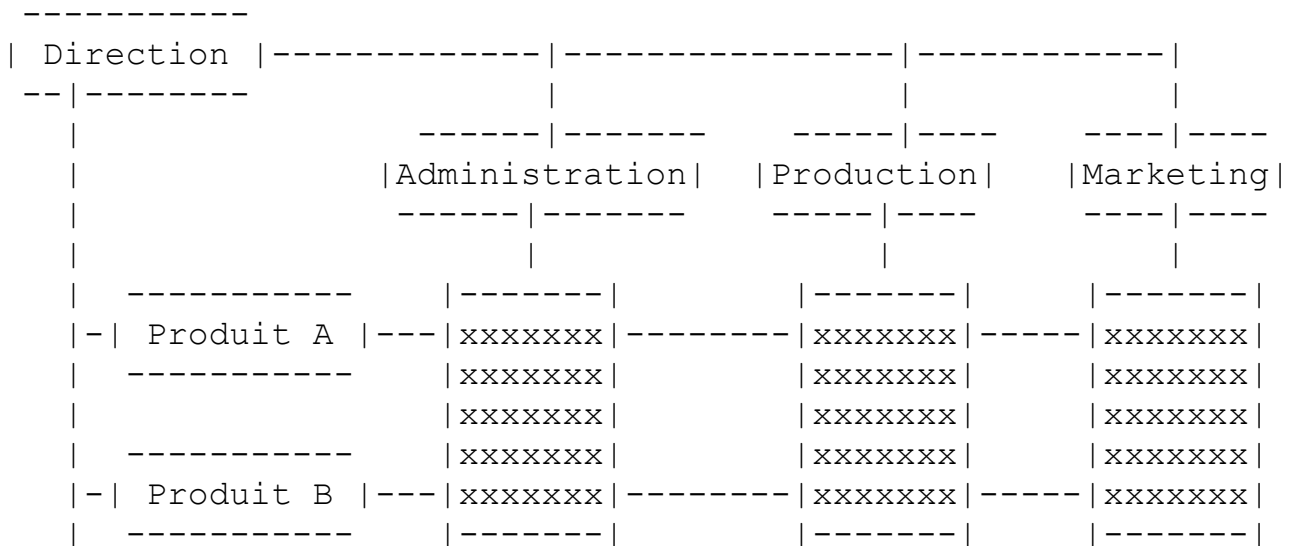 -----------
| Direction |-------------|----------------|------------|
 --|--------              |                |            |
   |                ------|-------    -----|----    ----|----
   |              |Administration|  |Production|   |Marketing|
   |               ------|-------    -----|----     ----|----
   |                     |                |             |
   |  -----------    |-------|        |-------|     |-------|
   |-| Produit A |---|xxxxxxx|--------|xxxxxxx|-----|xxxxxxx|
   |  -----------    |xxxxxxx|        |xxxxxxx|     |xxxxxxx|
   |                 |xxxxxxx|        |xxxxxxx|     |xxxxxxx|
   |  -----------    |xxxxxxx|        |xxxxxxx|     |xxxxxxx|
   |-| Produit B |---|xxxxxxx|--------|xxxxxxx|-----|xxxxxxx|
   |  -----------    |-------|        |-------|     |-------|